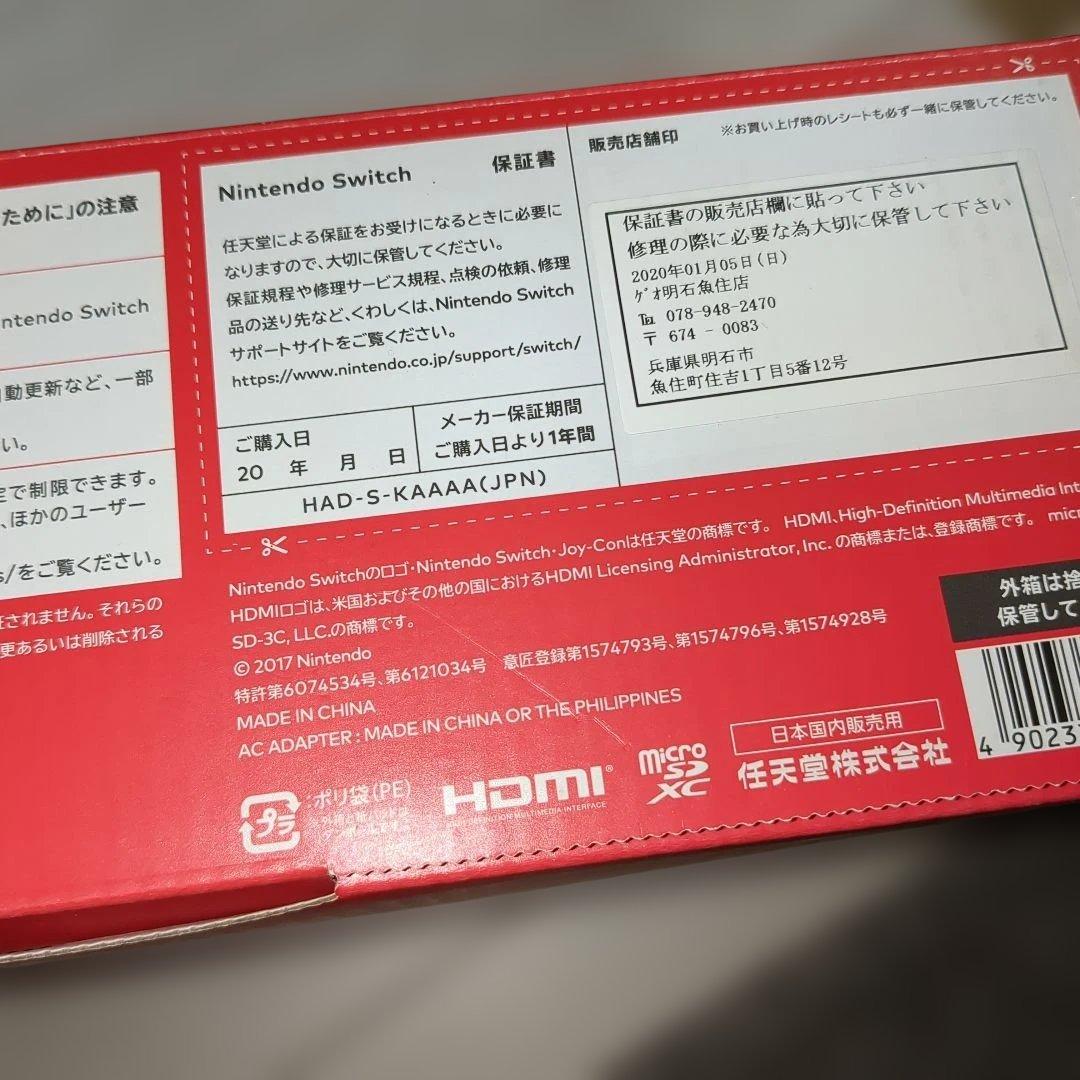 ために」の注意
ntendo Switch
動更新など、一部
い。
定で制限できます。
、ほかのユーザー
s/をご覧ください。
証されません。それらの
更あるいは削除される
Nintendo Switch 保証書
任天堂による保証をお受けになるときに必要に
なりますので、大切に保管してください。
保証規程や修理サービス規程、点検の依頼、修理
品の送り先など、くわしくは、Nintendo Switch
サポートサイトをご覧ください。
https://www.nintendo.co.jp/support/switch/
ご購入日
20 年 月 日
メーカー保証期間
ご購入日より1年間
HAD-S-KAAAA(JPN)
販売店舗印
※お買い上げ時のレシートも必ず一緒に保管してください。
保証書の販売店欄に貼って下さい
修理の際に必要な為大切に保管して下さい
2020年01月05日(日)
ゲオ明石魚住店
℡ 078-948-2470
〒 674 - 0083
兵庫県明石市
魚住町住吉1丁目5番12号
Nintendo Switchのロゴ・Nintendo Switch・Joy-Conは任天堂の商標です。 HDMI、High-Definition Multimedia Int
HDMIロゴは、米国およびその他の国におけるHDMI Licensing Administrator, Inc. の商標または、登録商標です。 micr
SD-3C, LLC.の商標です。
© 2017 Nintendo
特許第6074534号、第6121034号 意匠登録第1574793号、第1574796号、第1574928号
MADE IN CHINA
AC ADAPTER : MADE IN CHINA OR THE PHILIPPINES
プラ
ポリ袋(PE)
HDMI®
HIGH-DEFINITION MULTIMEDIA INTERFACE
micro
SD
XC
日本国内販売用
任天堂株式会社
外箱は捨
保管して
4 90237